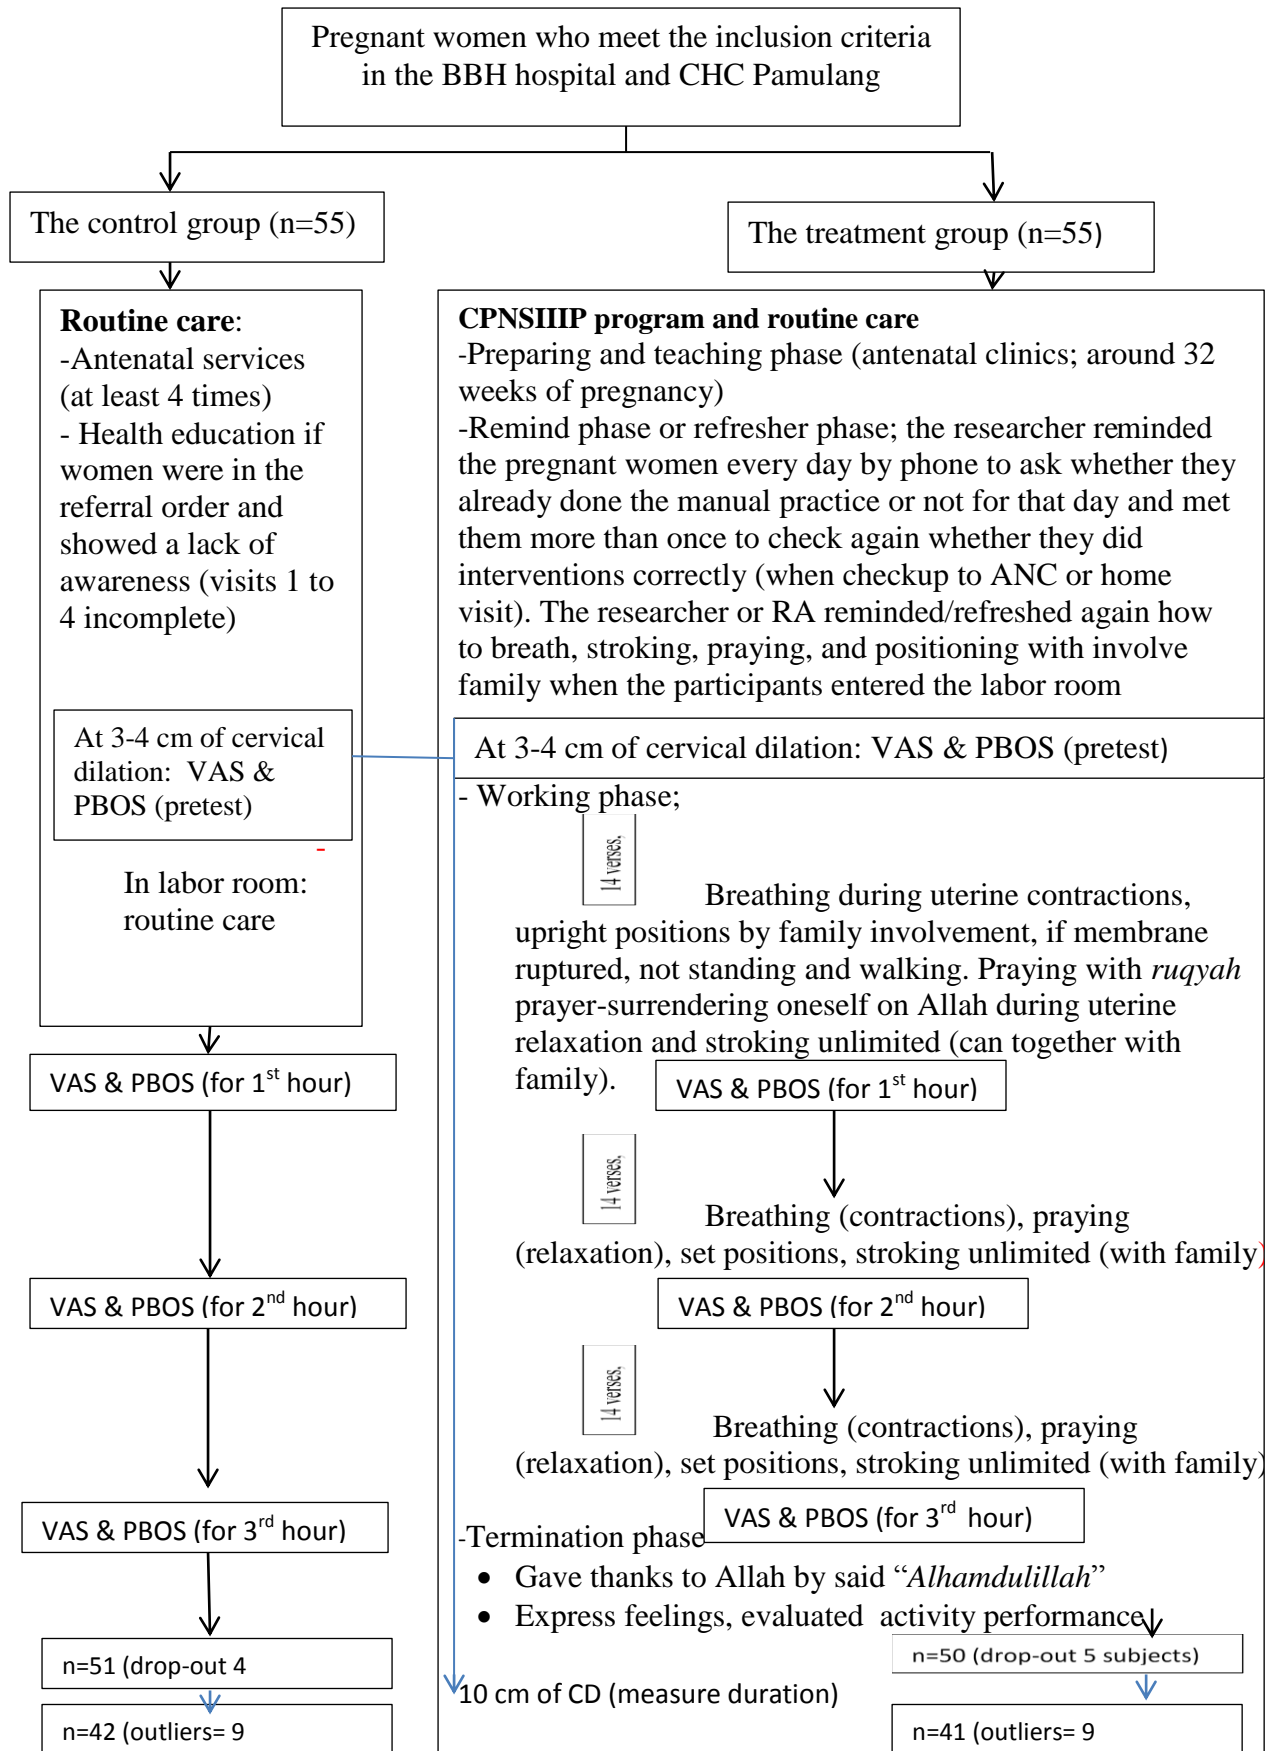 Pregnant women who meet the inclusion criteria
in the BBH hospital and CHC Pamulang
The control group (n=55)
The treatment group (n=55)
Routine care:
-Antenatal services
(at least 4 times)
- Health education if
women were in the
referral order and
showed a lack of
awareness (visits 1 to
4 incomplete)
At 3-4 cm of cervical
dilation: VAS &
PBOS (pretest)
-
In labor room:
routine care
VAS & PBOS (for 1st hour)
VAS & PBOS (for 2nd hour)
VAS & PBOS (for 3rd hour)
n=51 (drop-out 4
n=42 (outliers= 9
CPNSIIIP program and routine care
-Preparing and teaching phase (antenatal clinics; around 32
weeks of pregnancy)
-Remind phase or refresher phase; the researcher reminded
the pregnant women every day by phone to ask whether they
already done the manual practice or not for that day and met
them more than once to check again whether they did
interventions correctly (when checkup to ANC or home
visit). The researcher or RA reminded/refreshed again how
to breath, stroking, praying, and positioning with involve
family when the participants entered the labor room
At 3-4 cm of cervical dilation: VAS & PBOS (pretest)
- Working phase;
14 verses,
Breathing during uterine contractions,
upright positions by family involvement, if membrane
ruptured, not standing and walking. Praying with ruqyah
prayer-surrendering oneself on Allah during uterine
relaxation and stroking unlimited (can together with
family).
VAS & PBOS (for 1st hour)
14 verses,
Breathing (contractions), praying
(relaxation), set positions, stroking unlimited (with family)
VAS & PBOS (for 2nd hour)
14 verses,
Breathing (contractions), praying
(relaxation), set positions, stroking unlimited (with family)
VAS & PBOS (for 3rd hour)
-Termination phase
• Gave thanks to Allah by said “Alhamdulillah”
• Express feelings, evaluated activity performance
n=50 (drop-out 5 subjects)
10 cm of CD (measure duration)
n=41 (outliers= 9